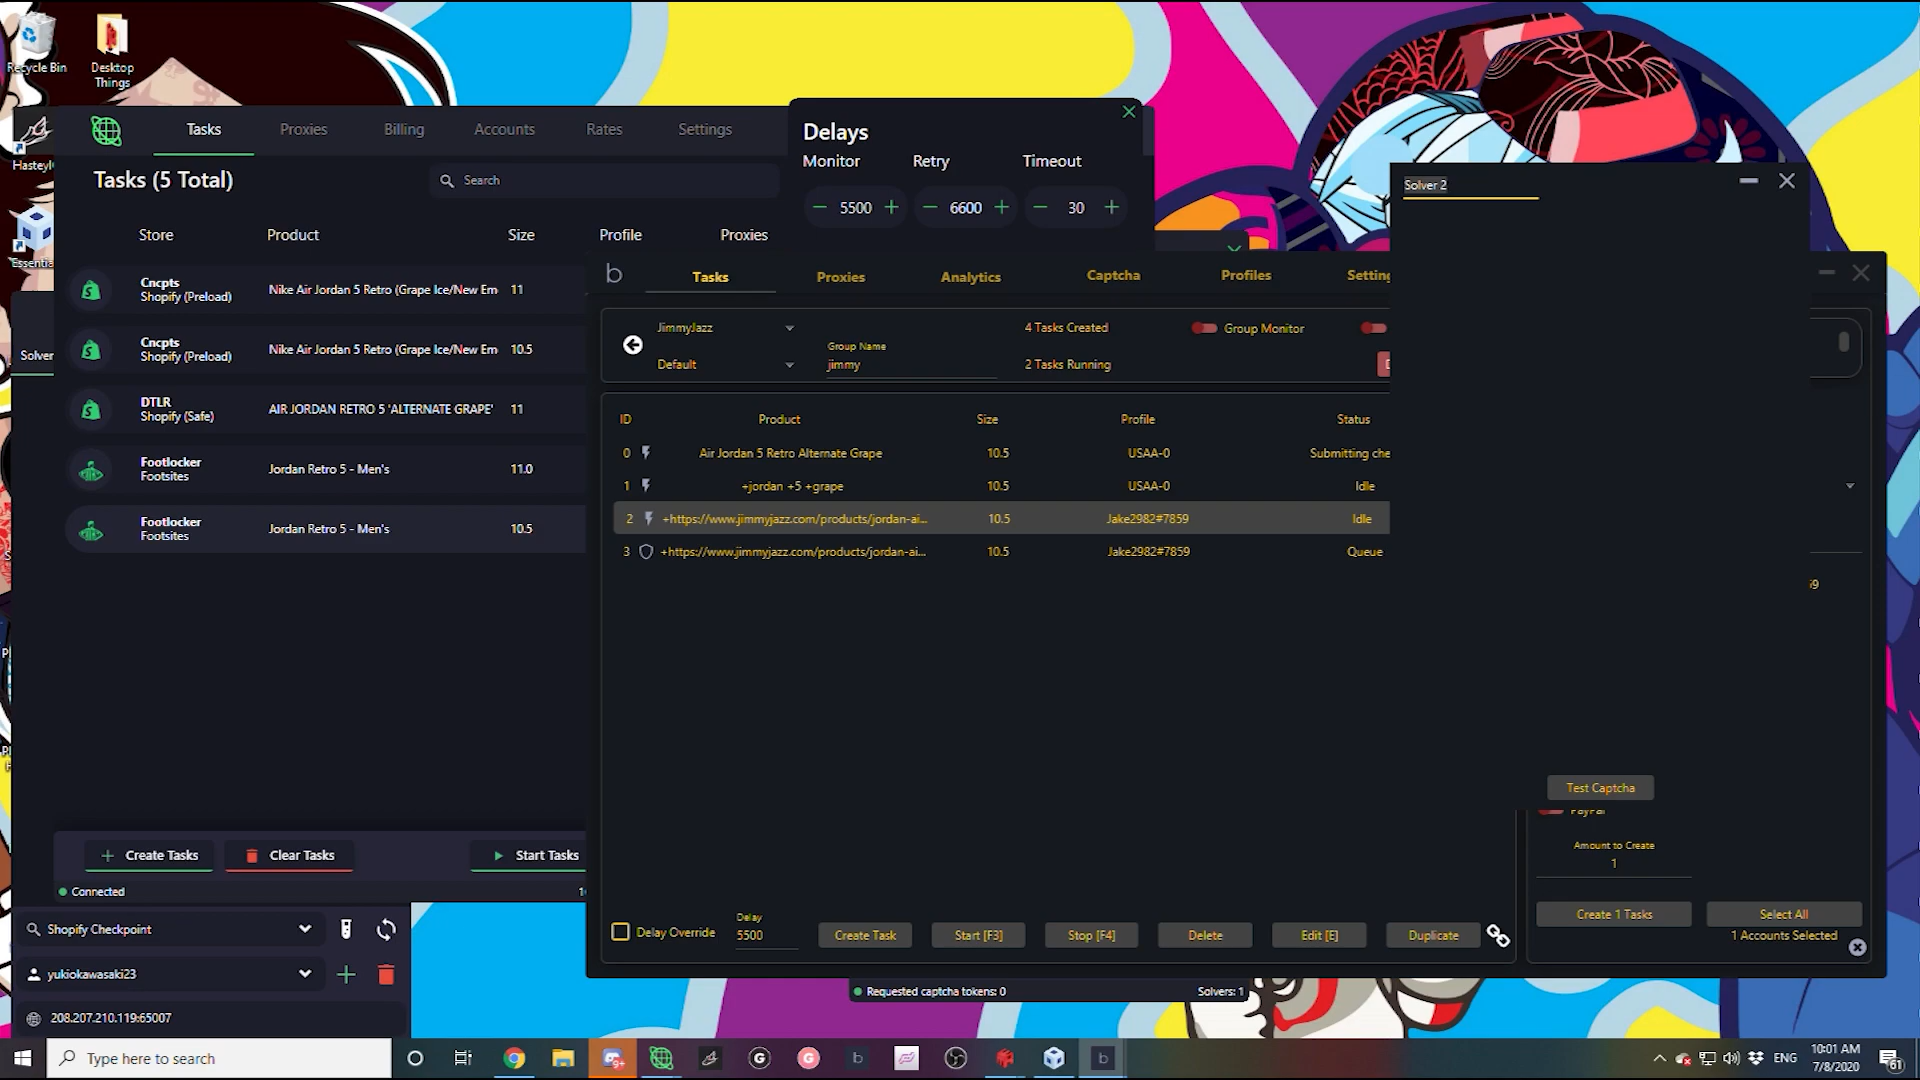 Recycle Bin
Desktop
Things
Tasks
Proxies
Billing
Accounts
Rates
Settings
Delays
Monitor
Retry
Timeout
5500
6600
30
Tasks (5 Total)
Search
Store
Product
Size
Profile
Proxies
Cncpts
Shopify (Preload)
Nike Air Jordan 5 Retro (Grape Ice/New Em
11
Cncpts
Shopify (Preload)
Nike Air Jordan 5 Retro (Grape Ice/New Em
10.5
DTLR
Shopify (Safe)
AIR JORDAN RETRO 5 'ALTERNATE GRAPE'
11
Footlocker
Footsites
Jordan Retro 5 - Men's
11.0
Footlocker
Footsites
Jordan Retro 5 - Men's
10.5
Create Tasks
Clear Tasks
Start Tasks
Connected
Solver
Shopify Checkpoint
yukiokawasaki23
208.207.210.119:65007
Solver 2
Test Captcha
b
Tasks
Proxies
Analytics
Captcha
Profiles
Setting
JimmyJazz
Default
Group Name
jimmy
4 Tasks Created
2 Tasks Running
Group Monitor
ID
Product
Size
Profile
Status
0
Air Jordan 5 Retro Alternate Grape
10.5
USAA-0
Submitting che
1
+jordan +5 +grape
10.5
USAA-0
Idle
2
+https://www.jimmyjazz.com/products/jordan-ai...
10.5
Jake2982#7859
Idle
3
+https://www.jimmyjazz.com/products/jordan-ai...
10.5
Jake2982#7859
Queue
PayPal
Amount to Create
1
Create 1 Tasks
Select All
1 Accounts Selected
Delay Override
Delay
5500
Create Task
Start [F3]
Stop [F4]
Delete
Edit [E]
Duplicate
Requested captcha tokens: 0
Solvers: 1
Type here to search
ENG
10:01 AM
7/8/2020
61